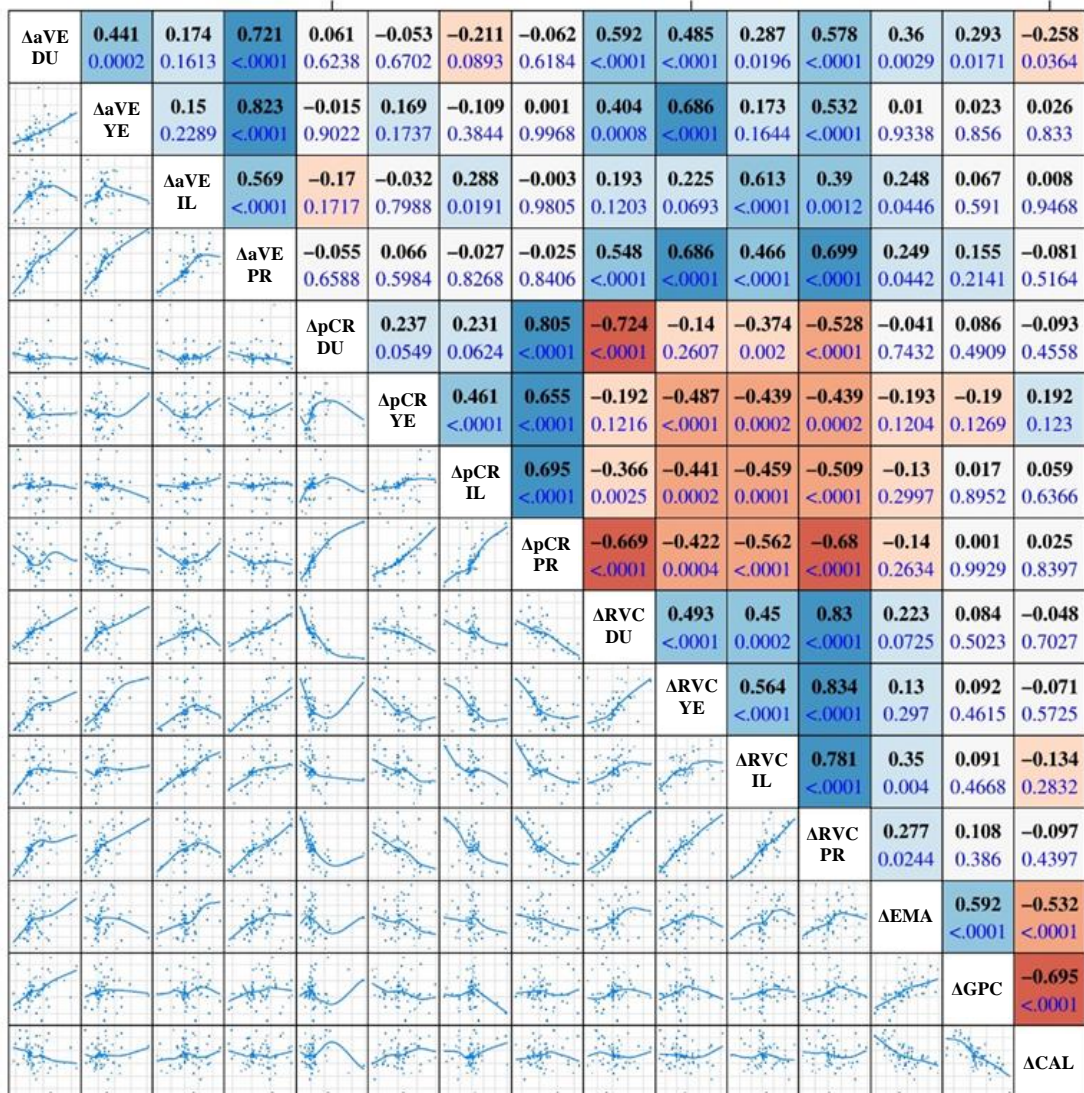 ΔaVE 0.441 0.174 0.721 0.061 −0.053 −0.211 −0.062 0.592 0.485 0.287 0.578 0.36 0.293 −0.258
DU 0.0002 0.1613 <.0001 0.6238 0.6702 0.0893 0.6184 <.0001 <.0001 0.0196 <.0001 0.0029 0.0171 0.0364
ΔaVE 0.15 0.823 −0.015 0.169 −0.109 0.001 0.404 0.686 0.173 0.532 0.01 0.023 0.026
YE 0.2289 <.0001 0.9022 0.1737 0.3844 0.9968 0.0008 <.0001 0.1644 <.0001 0.9338 0.856 0.833
ΔaVE 0.569 −0.17 −0.032 0.288 −0.003 0.193 0.225 0.613 0.39 0.248 0.067 0.008
IL <.0001 0.1717 0.7988 0.0191 0.9805 0.1203 0.0693 <.0001 0.0012 0.0446 0.591 0.9468
ΔaVE −0.055 0.066 −0.027 −0.025 0.548 0.686 0.466 0.699 0.249 0.155 −0.081
PR 0.6588 0.5984 0.8268 0.8406 <.0001 <.0001 <.0001 <.0001 0.0442 0.2141 0.5164
ΔpCR 0.237 0.231 0.805 −0.724 −0.14 −0.374 −0.528 −0.041 0.086 −0.093
DU 0.0549 0.0624 <.0001 <.0001 0.2607 0.002 <.0001 0.7432 0.4909 0.4558
ΔpCR 0.461 0.655 −0.192 −0.487 −0.439 −0.439 −0.193 −0.19 0.192
YE <.0001 <.0001 0.1216 <.0001 0.0002 0.0002 0.1204 0.1269 0.123
ΔpCR 0.695 −0.366 −0.441 −0.459 −0.509 −0.13 0.017 0.059
IL <.0001 0.0025 0.0002 0.0001 <.0001 0.2997 0.8952 0.6366
ΔpCR −0.669 −0.422 −0.562 −0.68 −0.14 0.001 0.025
PR <.0001 0.0004 <.0001 <.0001 0.2634 0.9929 0.8397
ΔRVC 0.493 0.45 0.83 0.223 0.084 −0.048
DU <.0001 0.0002 <.0001 0.0725 0.5023 0.7027
ΔRVC 0.564 0.834 0.13 0.092 −0.071
YE <.0001 <.0001 0.297 0.4615 0.5725
ΔRVC 0.781 0.35 0.091 −0.134
IL <.0001 0.004 0.4668 0.2832
ΔRVC 0.277 0.108 −0.097
PR 0.0244 0.386 0.4397
ΔEMA 0.592 −0.532
<.0001 <.0001
ΔGPC −0.695
<.0001
ΔCAL